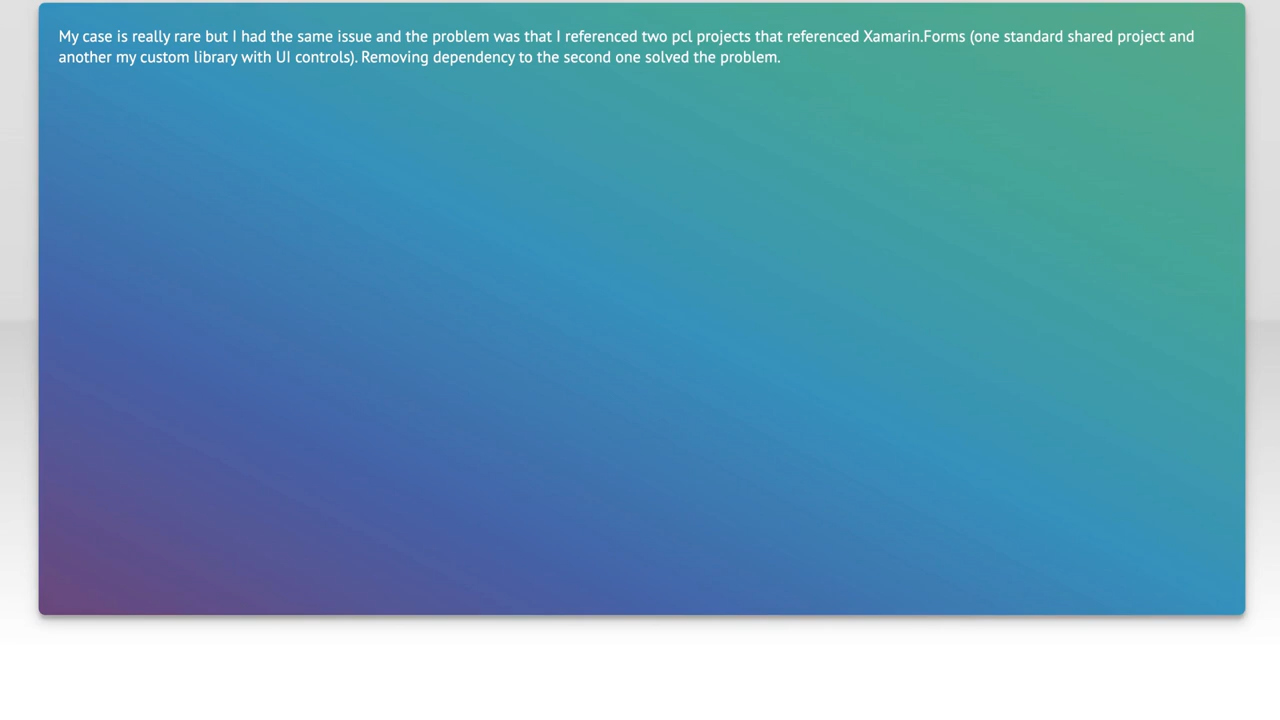 My case is really rare but I had the same issue and the problem was that I referenced two pcl projects that referenced Xamarin.Forms (one standard shared project and
another my custom library with UI controls). Removing dependency to the second one solved the problem.